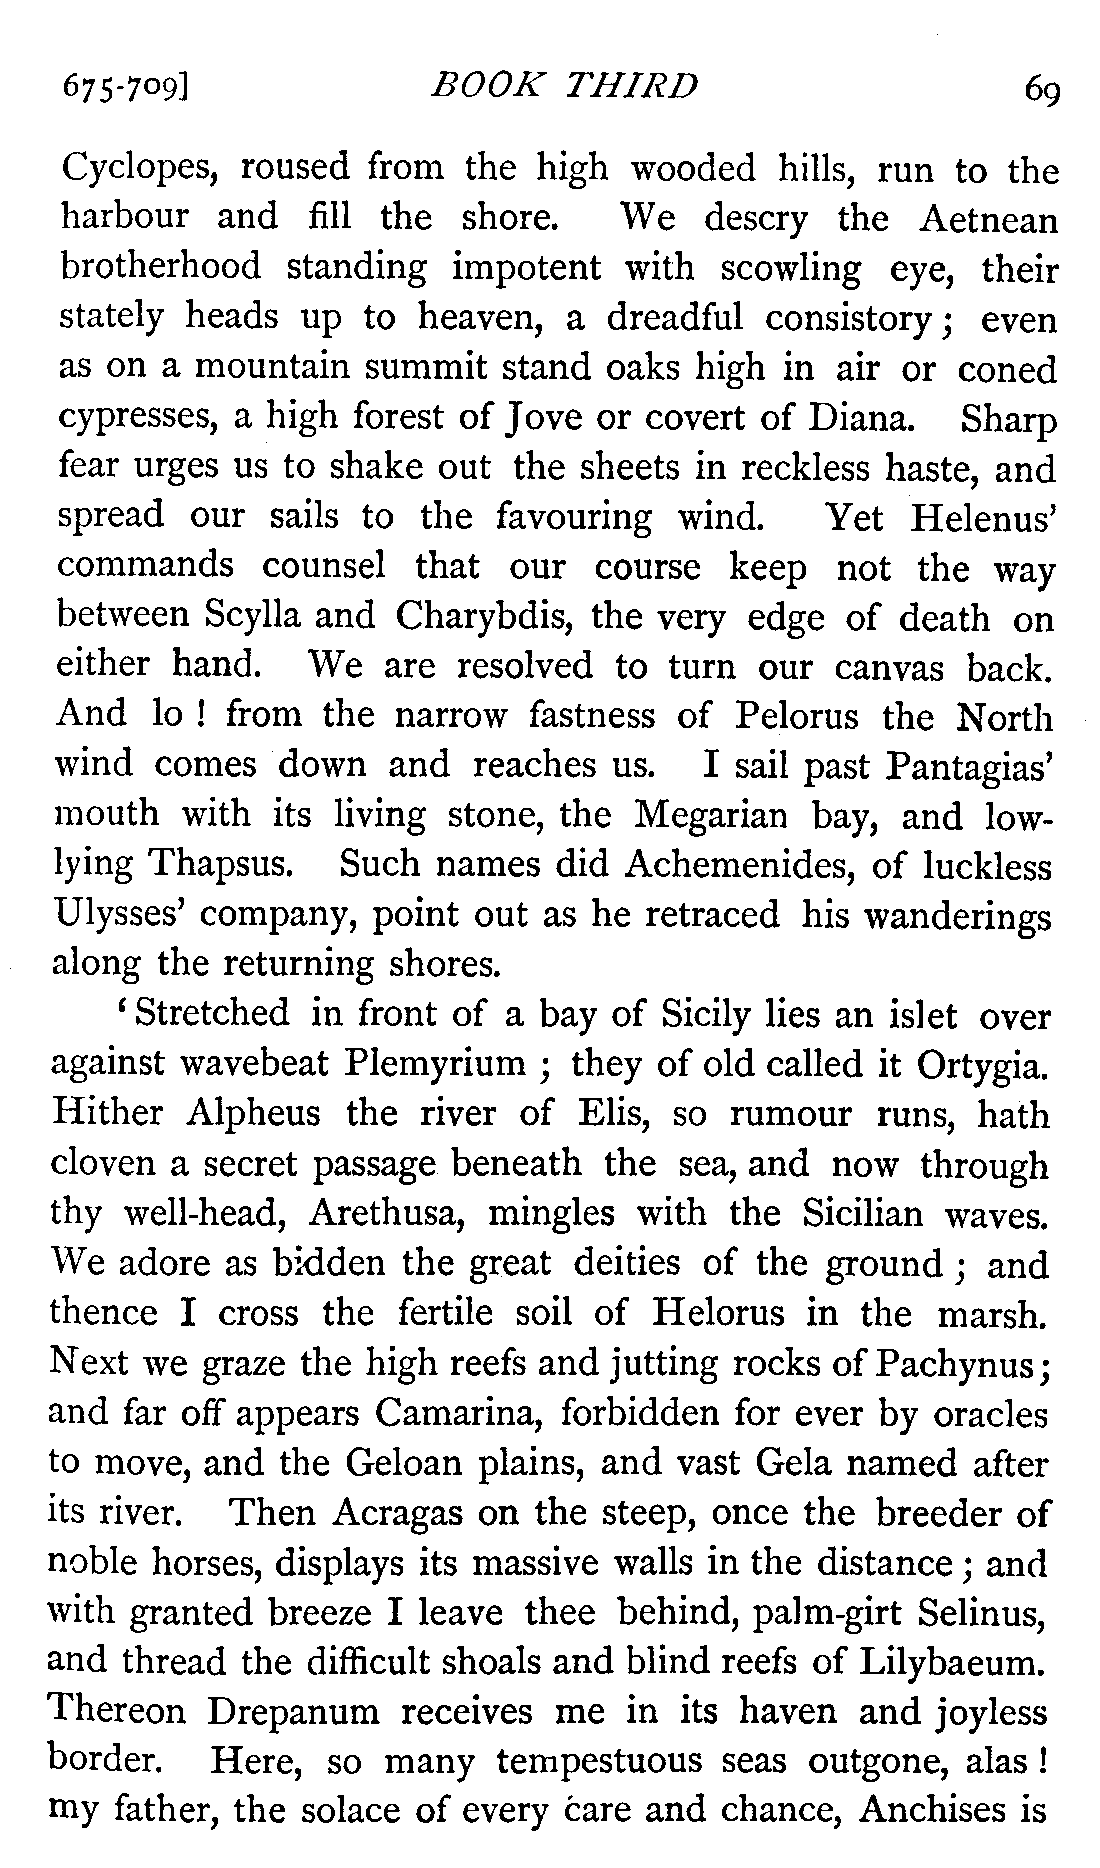 675-709] BOOK THIRD 69
Cyclopes, roused from the high wooded hills, run to the
harbour and fill the shore. We descry the Aetnean
brotherhood standing impotent with scowling eye, their
stately heads up to heaven, a dreadful consistory ; even
as on a mountain summit stand oaks high in air or coned
cypresses, a high forest of Jove or covert of Diana. Sharp
fear urges us to shake out the sheets in reckless haste, and
spread our sails to the favouring wind. Yet Helenus’
commands counsel that our course keep not the way
between Scylla and Charybdis, the very edge of death on
either hand. We are resolved to turn our canvas back.
And lo ! from the narrow fastness of Pelorus the North
wind comes down and reaches us. I sail past Pantagias’
mouth with its living stone, the Megarian bay, and low-
lying Thapsus. Such names did Achemenides, of luckless
Ulysses’ company, point out as he retraced his wanderings
along the returning shores.
‘ Stretched in front of a bay of Sicily lies an islet over
against wavebeat Plemyrium ; they of old called it Ortygia.
Hither Alpheus the river of Elis, so rumour runs, hath
cloven a secret passage beneath the sea, and now through
thy well-head, Arethusa, mingles with the Sicilian waves.
We adore as bidden the great deities of the ground ; and
thence I cross the fertile soil of Helorus in the marsh.
Next we graze the high reefs and jutting rocks of Pachynus ;
and far off appears Camarina, forbidden for ever by oracles
to move, and the Geloan plains, and vast Gela named after
its river. Then Acragas on the steep, once the breeder of
noble horses, displays its massive walls in the distance ; and
with granted breeze I leave thee behind, palm-girt Selinus,
and thread the difficult shoals and blind reefs of Lilybaeum.
Thereon Drepanum receives me in its haven and joyless
border. Here, so many tempestuous seas outgone, alas !
my father, the solace of every care and chance, Anchises is